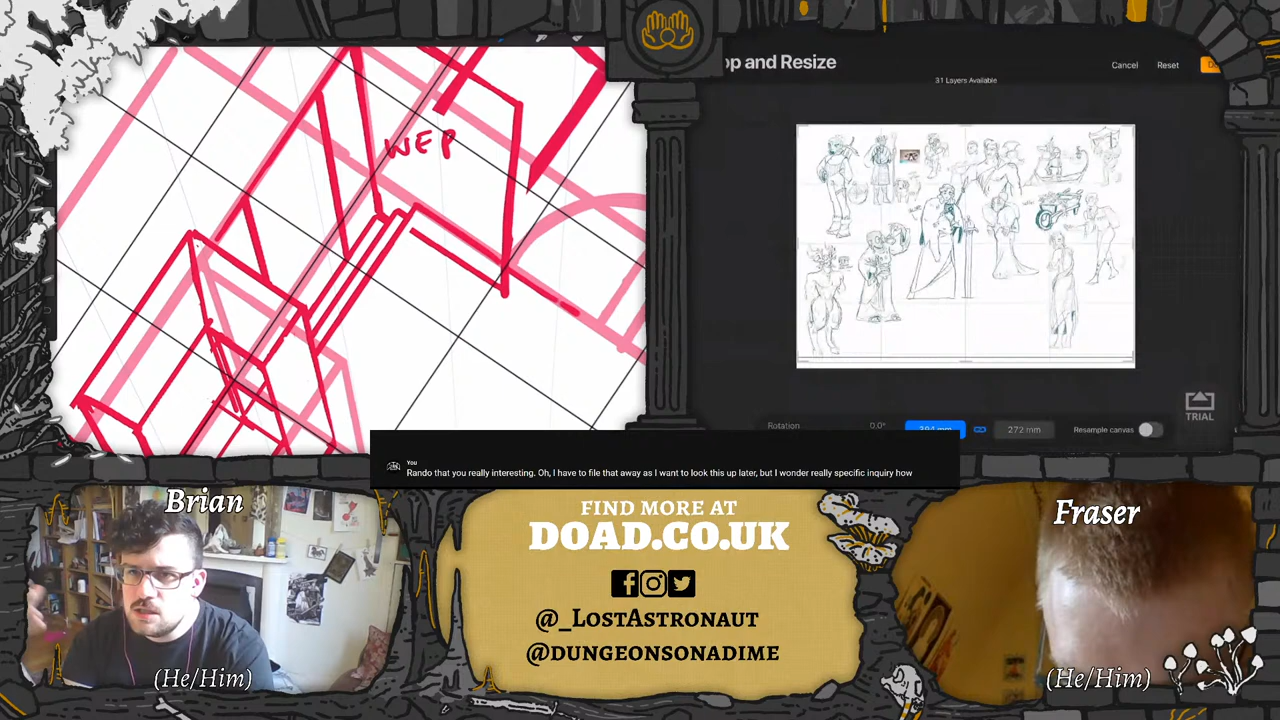 op and Resize
Cancel
Reset
31 Layers Available
WEP
TRIAL
Rotation
0.0°
394 mm
272 mm
Resample canvas
You
Rando that you really interesting. Oh, I have to file that away as I want to look this up later, but I wonder really specific inquiry how
Brian
(He/Him)
FIND MORE AT
DOAD.CO.UK
@_LOSTASTRONAUT
@DUNGEONSONADIME
Fraser
(He/Him)